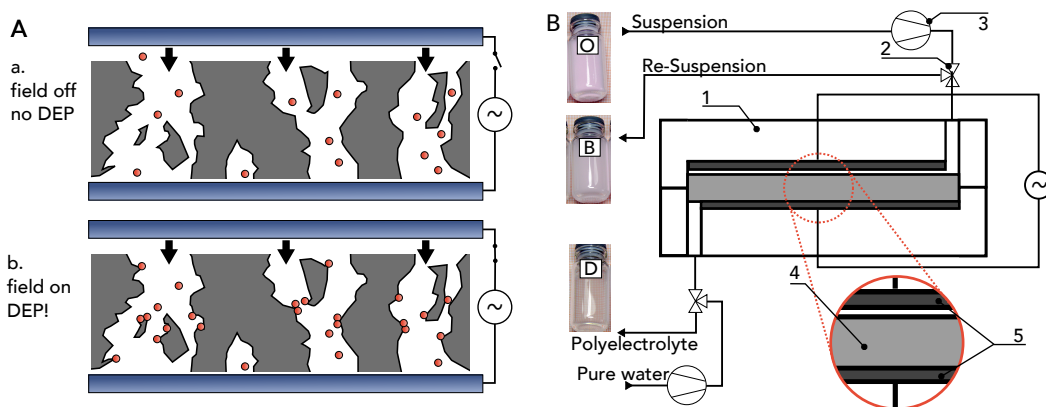 A
a.
field off
no DEP
~
b.
field on
DEP!
~
B
Suspension
O
3
2
Re-Suspension
1
B
~
D
4
5
Polyelectrolyte
Pure water